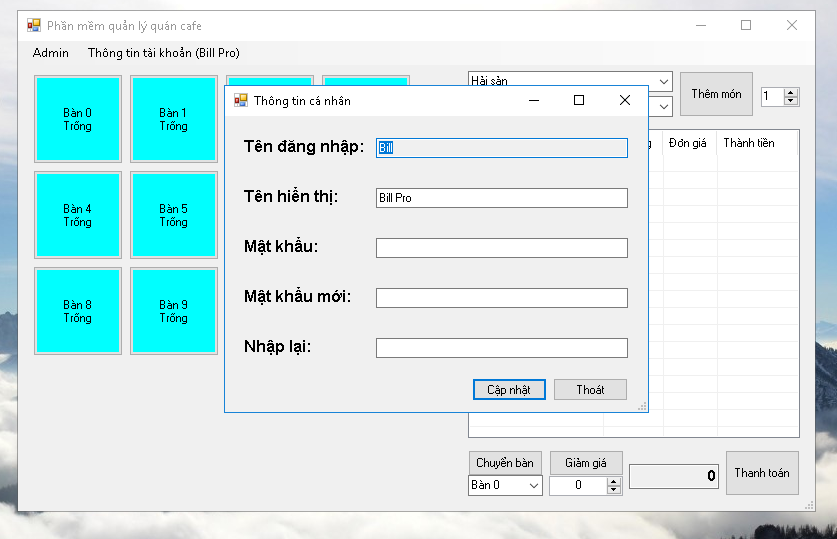 Phần mềm quản lý quán cafe
Admin
Thông tin tài khoản (Bill Pro)
Bàn 0
Trống
Bàn 1
Trống
Hải sản
Thêm món
1
Thông tin cá nhân
Đơn giá
Thành tiền
Tên đăng nhập:
Bill
Bàn 4
Trống
Bàn 5
Trống
Tên hiển thị:
Bill Pro
Mật khẩu:
Bàn 8
Trống
Bàn 9
Trống
Mật khẩu mới:
Nhập lại:
Cập nhật
Thoát
Chuyển bàn
Giảm giá
Bàn 0
0
0
Thanh toán